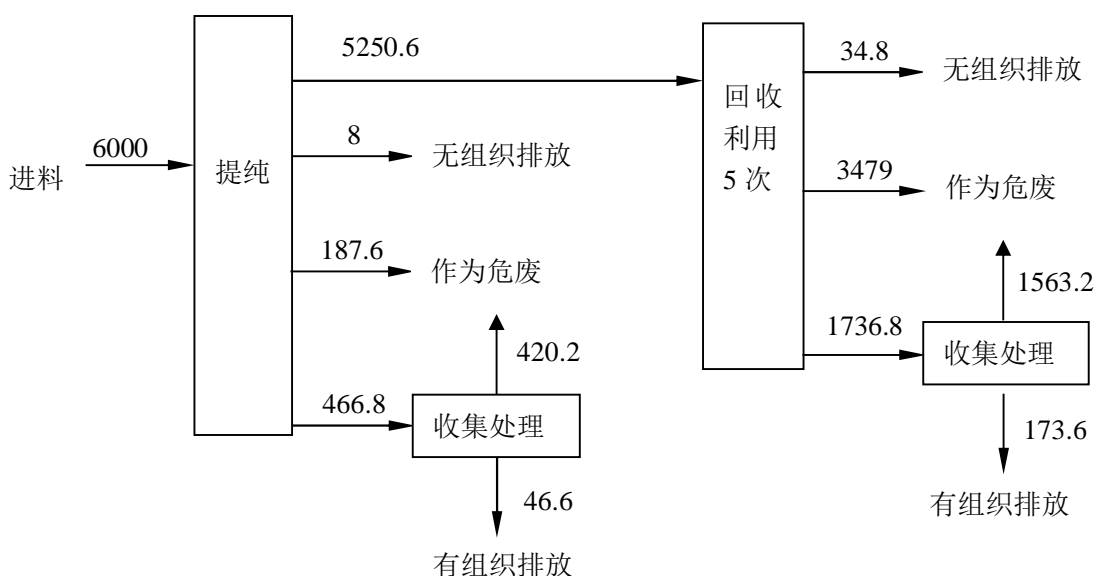 进料
6000
提纯
5250.6
8
无组织排放
187.6
作为危废
420.2
466.8
收集处理
46.6
有组织排放
回收
利用
5 次
34.8
无组织排放
3479
作为危废
1563.2
1736.8
收集处理
173.6
有组织排放